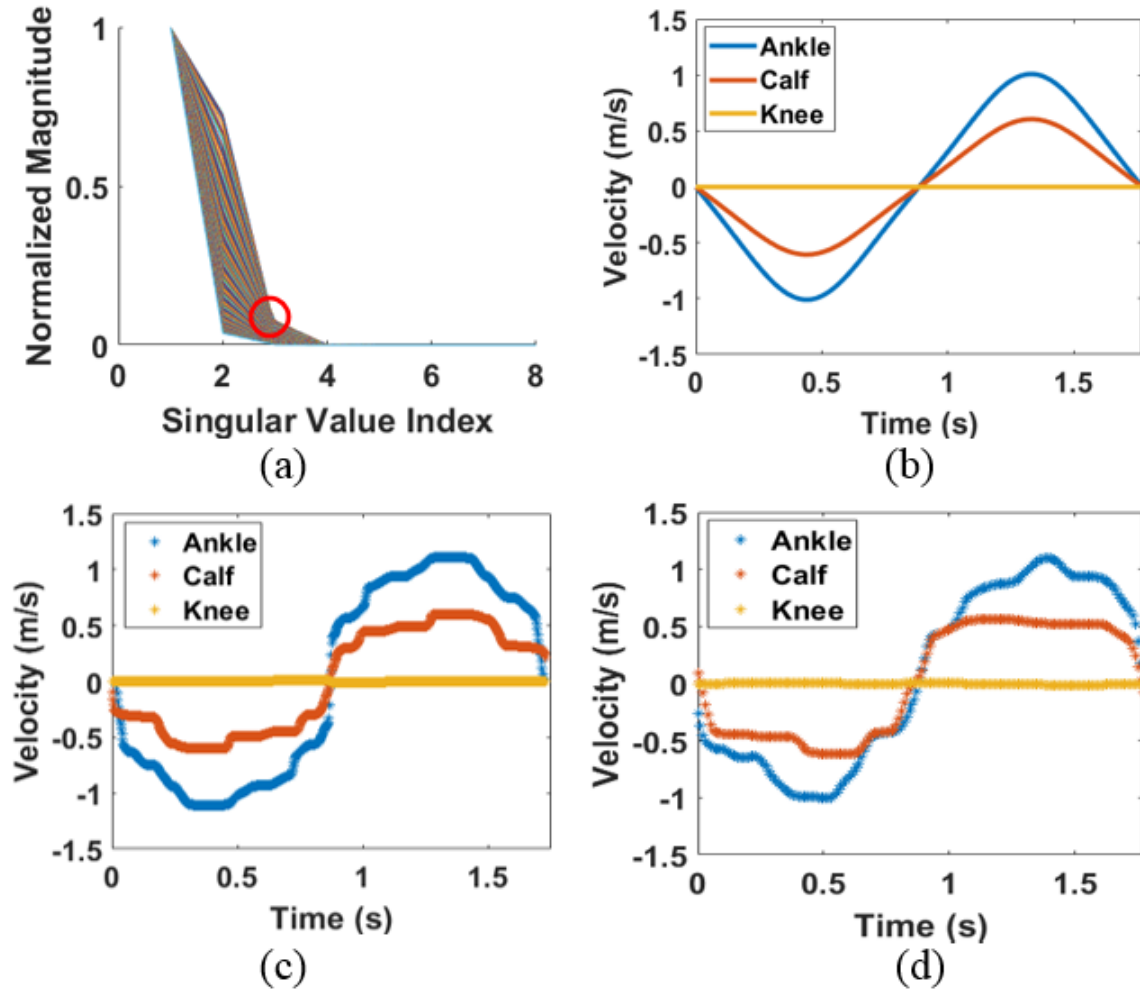 Normalized Magnitude
1
0.5
0
0 2 4 6 8
Singular Value Index
(a)
Velocity (m/s)
1.5
1
0.5
0
-0.5
-1
-1.5
Ankle
Calf
Knee
0 0.5 1 1.5
Time (s)
(b)
Velocity (m/s)
1.5
1
0.5
0
-0.5
-1
-1.5
Ankle
Calf
Knee
0 0.5 1 1.5
Time (s)
(c)
Velocity (m/s)
1.5
1
0.5
0
-0.5
-1
-1.5
Ankle
Calf
Knee
0 0.5 1 1.5
Time (s)
(d)